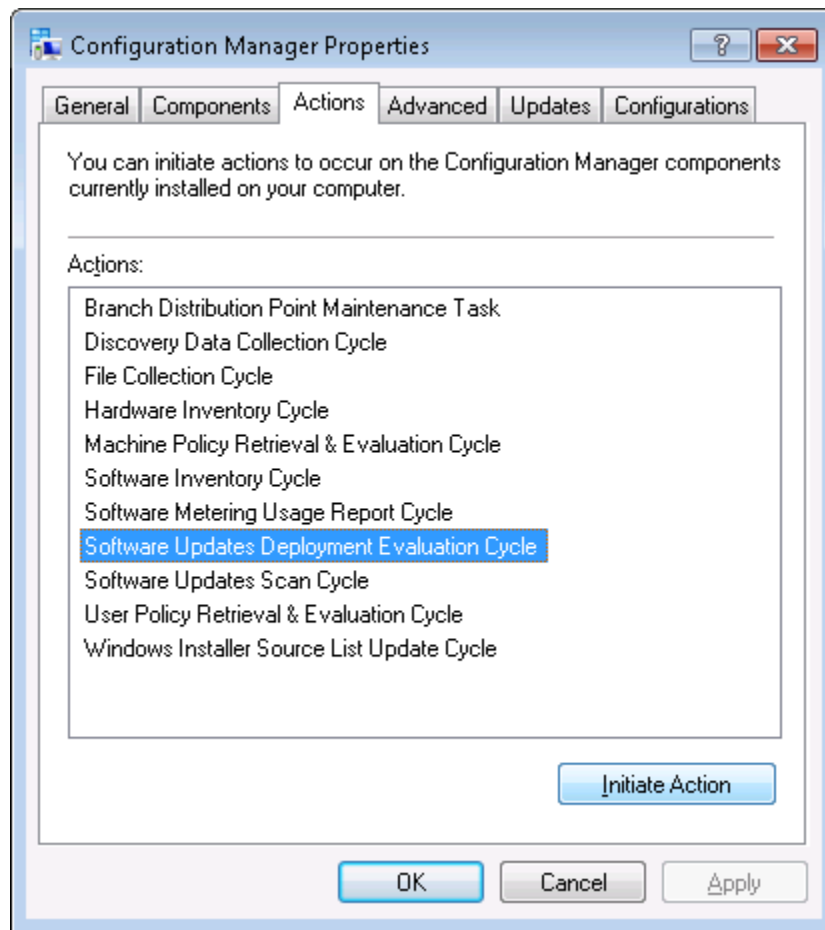 Configuration Manager Properties
?
General Components Actions Advanced Updates Configurations
You can initiate actions to occur on the Configuration Manager components
currently installed on your computer.
Actions:
Branch Distribution Point Maintenance Task
Discovery Data Collection Cycle
File Collection Cycle
Hardware Inventory Cycle
Machine Policy Retrieval & Evaluation Cycle
Software Inventory Cycle
Software Metering Usage Report Cycle
Software Updates Deployment Evaluation Cycle
Software Updates Scan Cycle
User Policy Retrieval & Evaluation Cycle
Windows Installer Source List Update Cycle
Initiate Action
OK Cancel Apply